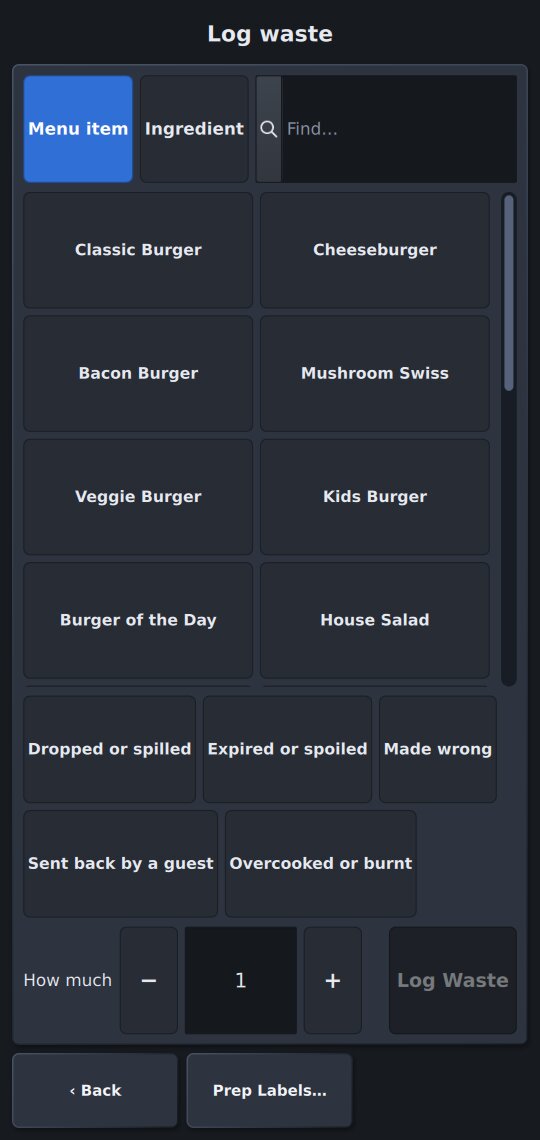 Log waste
Menu item Ingredient Find...
Classic Burger Cheeseburger
Bacon Burger Mushroom Swiss
Veggie Burger Kids Burger
Burger of the Day House Salad
Dropped or spilled Expired or spoiled Made wrong
Sent back by a guest Overcooked or burnt
How much − 1 + Log Waste
‹ Back Prep Labels...